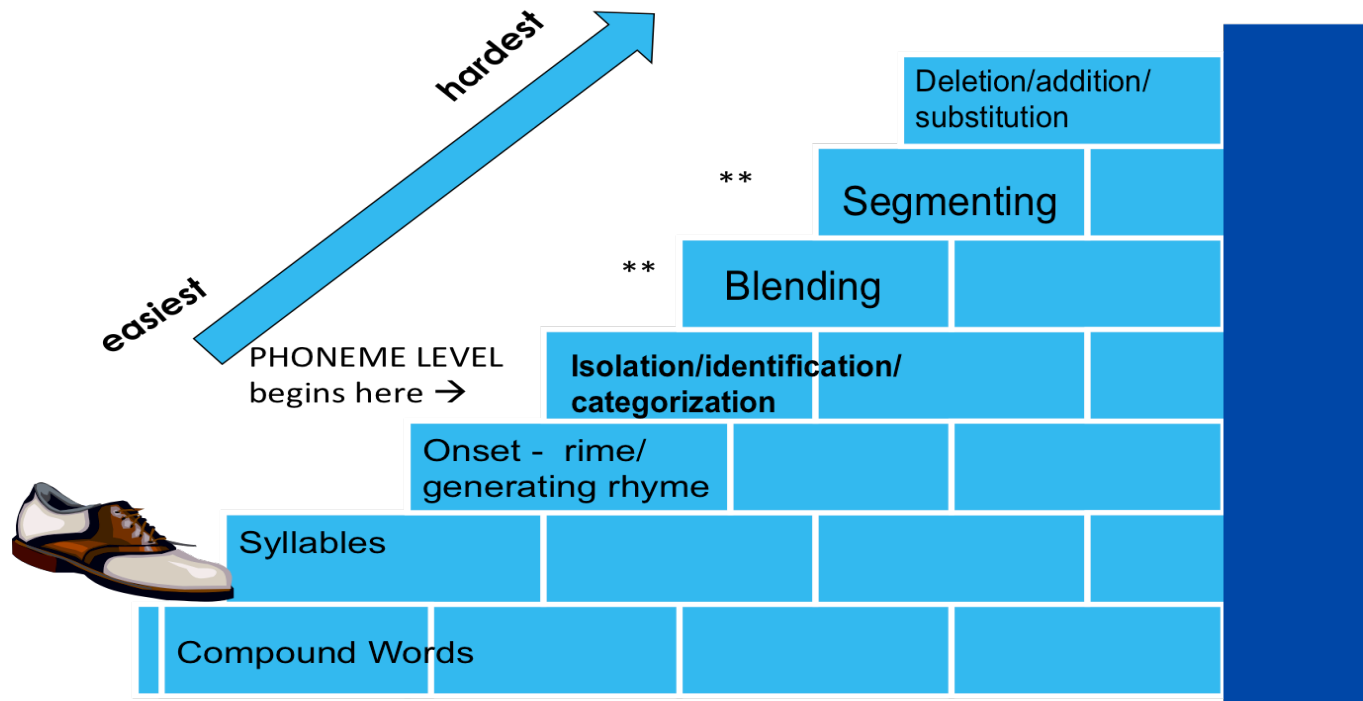 hardest
Deletion/addition/
substitution
**
Segmenting
**
Blending
easiest
PHONEME LEVEL
begins here →
Isolation/identification/
categorization
Onset - rime/
generating rhyme
Syllables
Compound Words